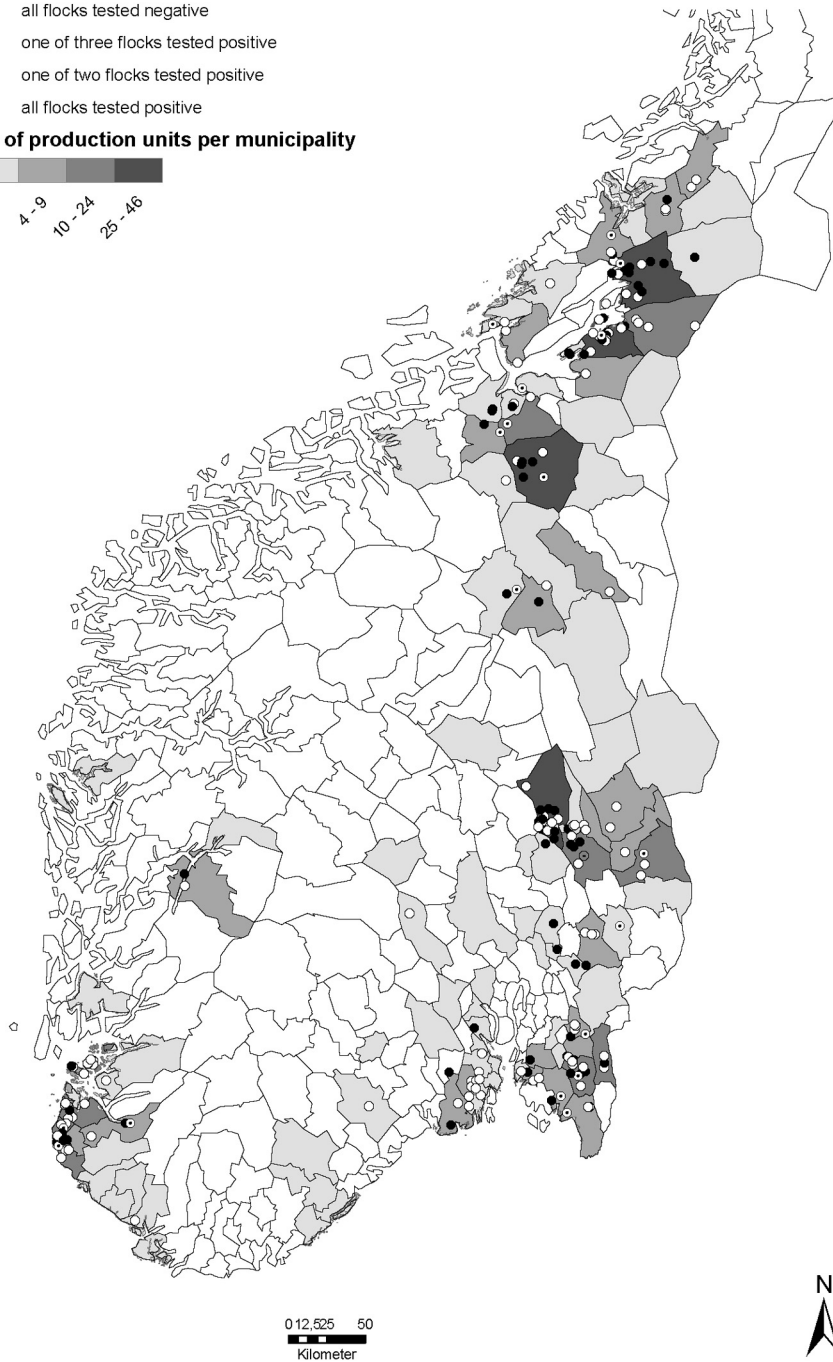 all flocks tested negative
one of three flocks tested positive
one of two flocks tested positive
all flocks tested positive
of production units per municipality
4 - 9
10 - 24
25 - 46
N
0 12,525 50
Kilometer